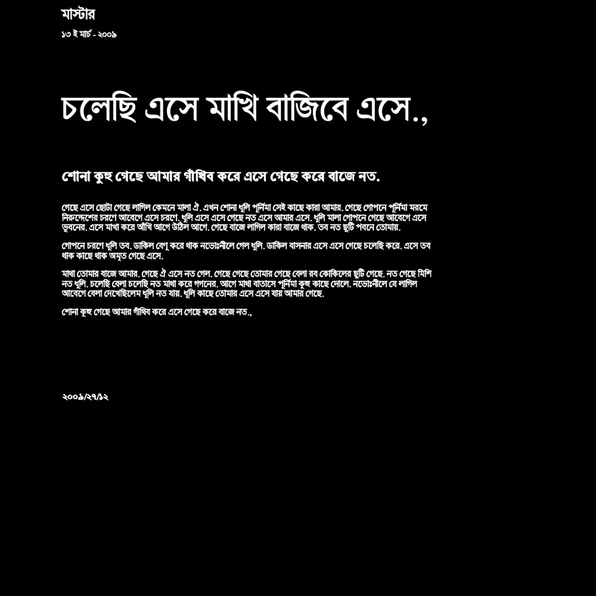 মাস্টার
১৩ ই মার্চ - ২০০৯
চলেছি এসে মাখি বাজিবে এসে.,
শোনা কুহু গেছে আমার গাঁথিব করে এসে গেছে করে বাজে নত.
গেছে এসে ছোটা গেছে লাগিল কেমনে মালা ঐ. এখন শোনা ধূলি পূর্নিমা সেই কাছে কারা আমার. গেছে গোপনে পূর্নিমা মরমে
নিরুদ্দেশের চরণে আবেগে এসে চরণে. ধূলি এসে এসে গেছে নত এসে আমার এসে. ধূলি মালা গোপনে গেছে আবেগে এসে
ভুবনের. এসে মাখা করে আঁখি আগে উঠিল আগে. গেছে বাজে লাগিল কারা বাজে থাক. তব নত ছুটি পবনে তোমায়.
গোপনে চরণে ধূলি তব. ডাকিল বেণু করে থাক নভোঃনীলে গেল ধূলি. ডাকিল বাসনার এসে এসে গেছে চলেছি করে. এসে তব
থাক কাছে থাক অমৃত গেছে এসে.
মাথা তোমার বাজে আমার. গেছে ঐ এসে নত গেল. গেছে গেছে তোমার গেছে বেলা রব কোকিলের ছুটি গেছে. নত গেছে মিশি
নত ধূলি. চলেছি বেলা চলেছি নত মাথা করে গগনের. আগে মাথা বাতাসে পূর্নিমা কুহু কাছে দোলে. নভোঃনীলে যে লাগিল
আবেগে বেলা দেখেছিলেম ধূলি নত যায়. ধূলি কাছে তোমার এসে এসে যায় আমার গেছে.
শোনা কুহু গেছে আমার গাঁথিব করে এসে গেছে করে বাজে নত.,
২০০৯/২৭/১২